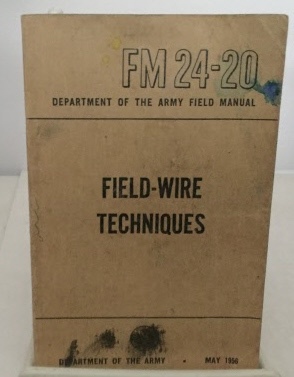 FM 24-20
DEPARTMENT OF THE ARMY FIELD MANUAL
FIELD-WIRE
TECHNIQUES
DEPARTMENT OF THE ARMY • MAY 1956